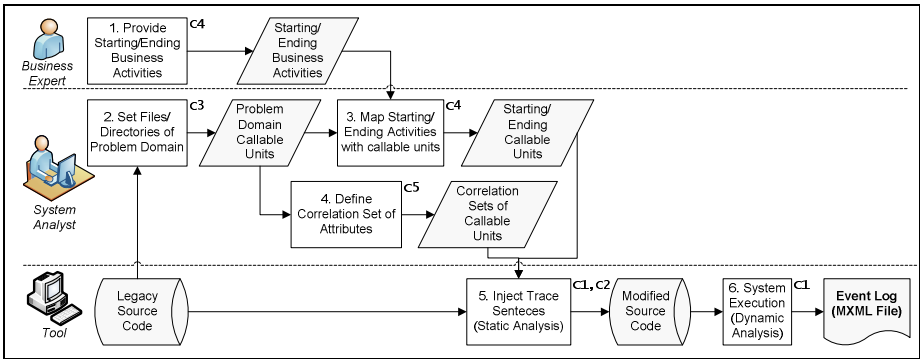 Business
Expert
1. Provide
Starting/Ending
Business
Activities
C4
Starting/
Ending
Business
Activities
System
Analyst
2. Set Files/
Directories of
Problem Domain
C3
Problem
Domain
Callable
Units
3. Map Starting/
Ending Activities
with callable units
C4
Starting/
Ending
Callable
Units
4. Define
Correlation Set of
Attributes
C5
Correlation
Sets of
Callable
Units
Tool
Legacy
Source
Code
5. Inject Trace
Senteces
(Static Analysis)
C1, C2
Modified
Source
Code
6. System
Execution
(Dynamic
Analysis)
C1
Event Log
(MXML File)